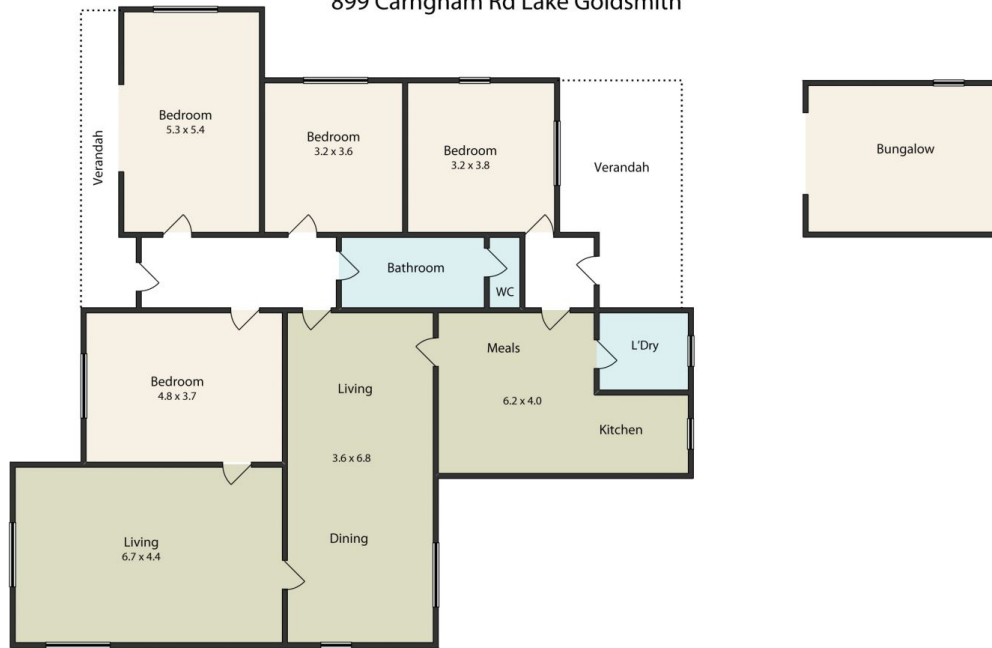 899 Carngham Rd Lake Goldsmith
Bedroom
5.3 x 5.4
Bedroom
3.2 x 3.6
Bedroom
3.2 x 3.8
Verandah
Verandah
Bungalow
Bathroom
WC
Bedroom
4.8 x 3.7
Living
3.6 x 6.8
Dining
Meals
6.2 x 4.0
Kitchen
L'Dry
Living
6.7 x 4.4